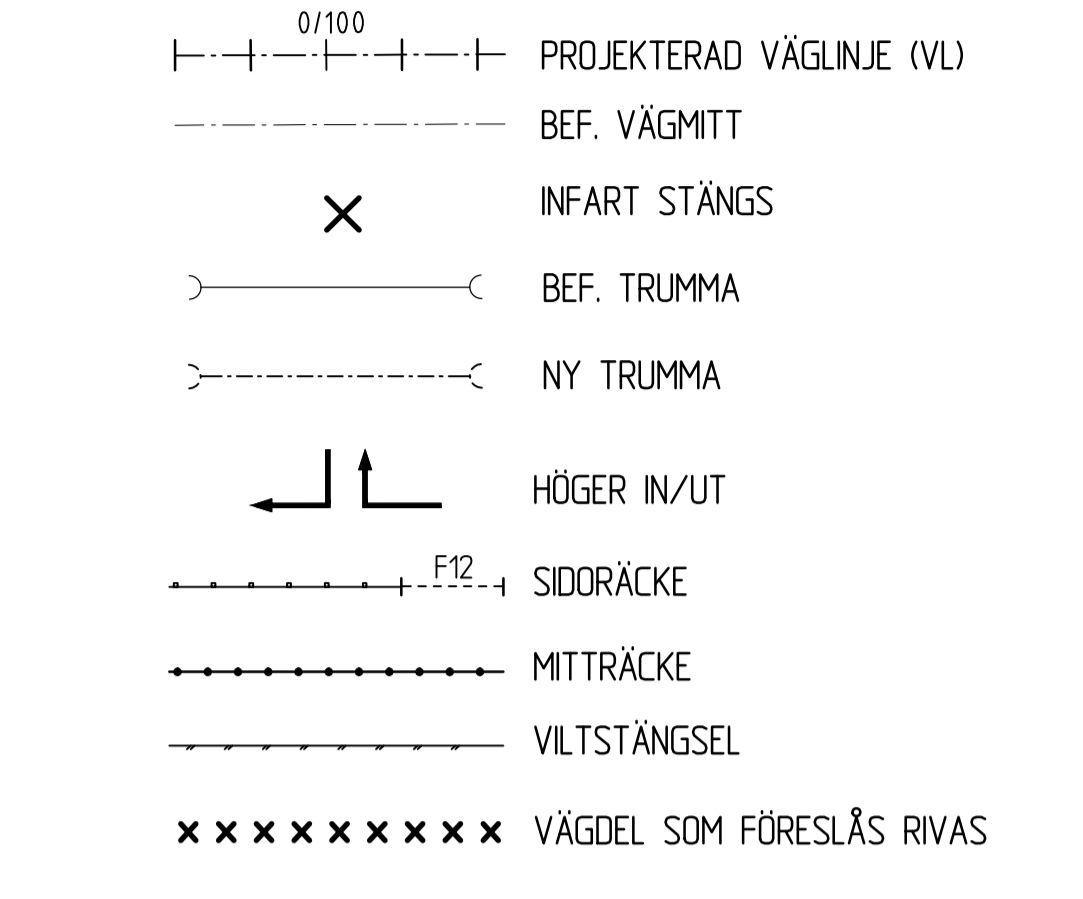 0/100
PROJEKTERAD VÄGLINJE (VL)
BEF. VÄGMITT
INFART STÄNGS
BEF. TRUMMA
NY TRUMMA
HÖGER IN/UT
F12
SIDORÄCKE
MITTRÄCKE
VILTSTÄNGSEL
VÄGDEL SOM FÖRESLÅS RIVAS